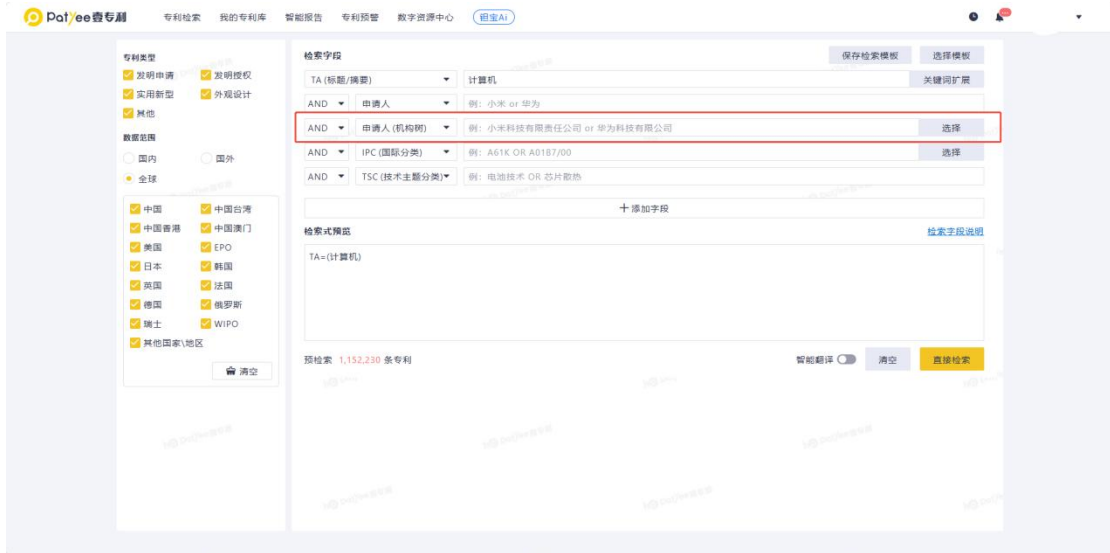 Patyee壹专利 专利检索 我的专利库 智能报告 专利预警 数字资源中心 钽宝Ai
专利类型
发明申请 发明授权
实用新型 外观设计
其他
数据范围
国内 国外
全球
中国 中国台湾
中国香港 中国澳门
美国 EPO
日本 韩国
英国 法国
德国 俄罗斯
瑞士 WIPO
其他国家\地区
清空
检索字段 保存检索模板 选择模板
TA (标题/摘要) 计算机 关键词扩展
AND 申请人 例：小米 or 华为
AND 申请人 (机构树) 例：小米科技有限责任公司 or 华为科技有限公司 选择
AND IPC (国际分类) 例：A61K OR A01B7/00 选择
AND TSC (技术主题分类) 例：电池技术 OR 芯片散热
添加字段
检索式预览 检索字段说明
TA=(计算机)
预检索 1,152,230 条专利 智能翻译 清空 直接检索